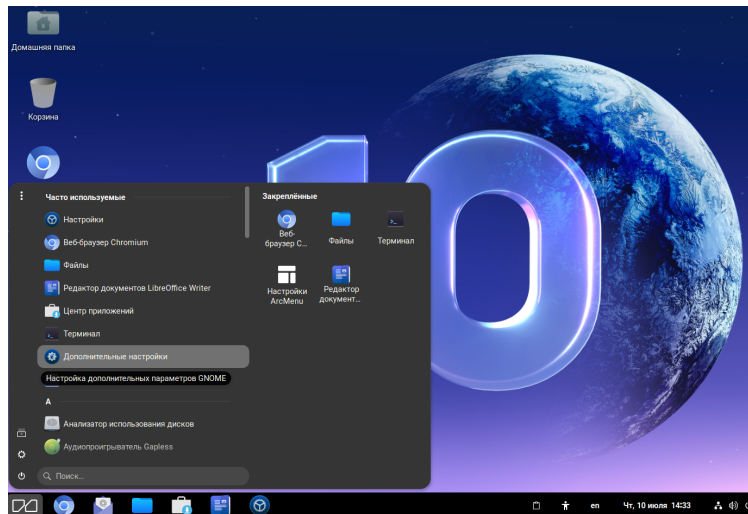 Домашняя папка
Корзина
10
Часто используемые
Настройки
Веб-браузер Chromium
Файлы
Редактор документов LibreOffice Writer
Центр приложений
Терминал
Дополнительные настройки
Настройка дополнительных параметров GNOME
А
Анализатор использования дисков
Аудиопроигрыватель Gapless
Поиск...
Закреплённые
Веб-
браузер C...
Файлы
Терминал
Настройки
ArcMenu
Редактор
документ...
en
Чт, 10 июля 14:33